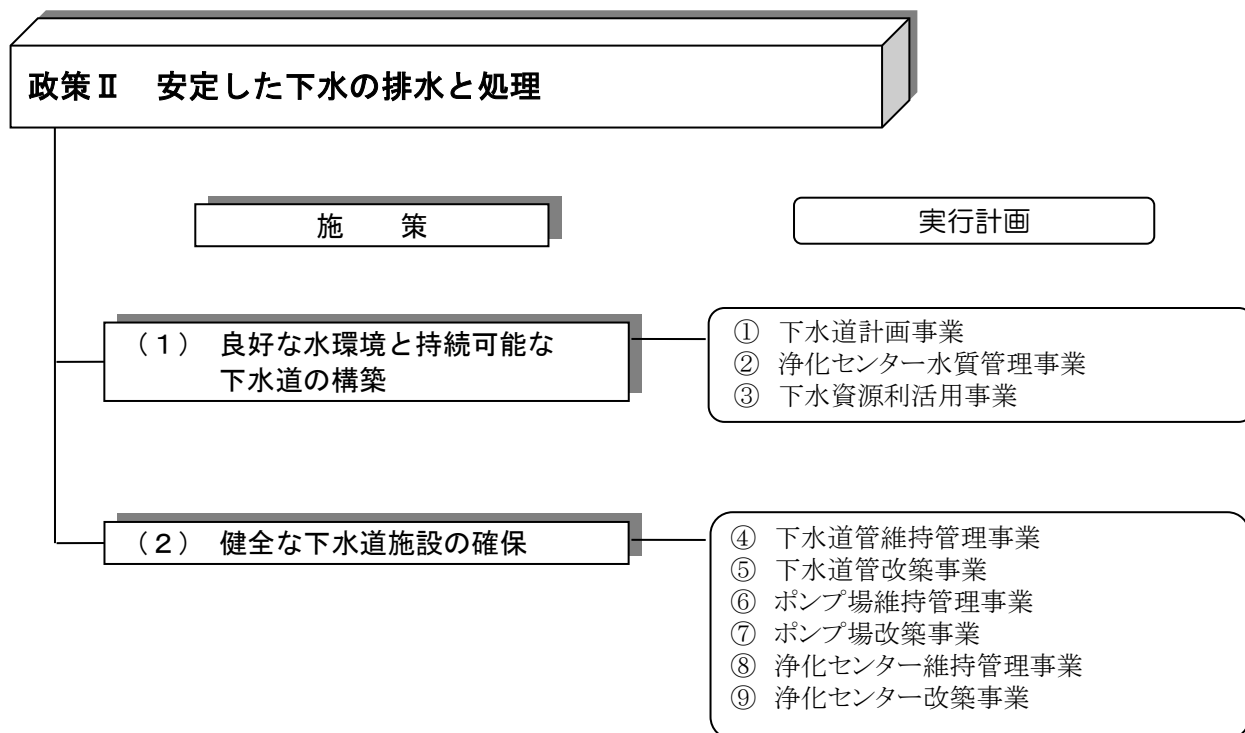 政策Ⅱ　安定した下水の排水と処理
施　　策
実行計画
（１）　良好な水環境と持続可能な
下水道の構築
①　下水道計画事業
②　浄化センター水質管理事業
③　下水資源利活用事業
（２）　健全な下水道施設の確保
④　下水道管維持管理事業
⑤　下水道管改築事業
⑥　ポンプ場維持管理事業
⑦　ポンプ場改築事業
⑧　浄化センター維持管理事業
⑨　浄化センター改築事業